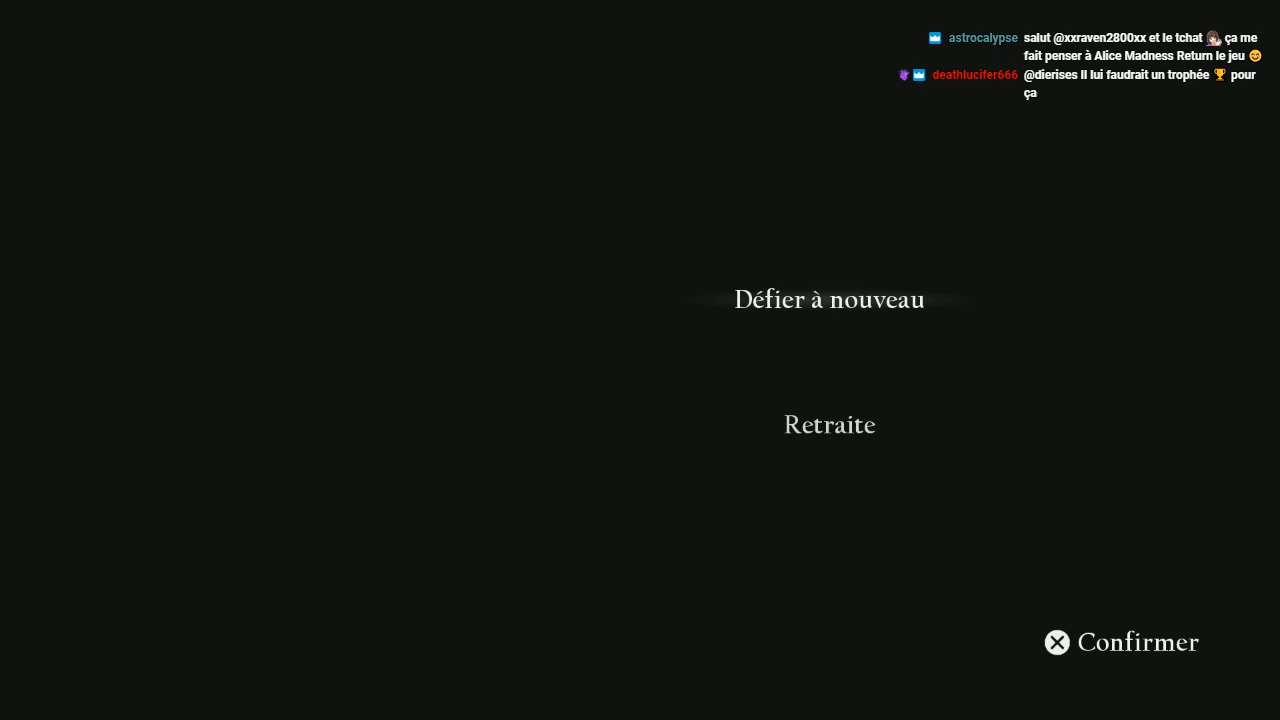 astrocalypse salut @xxraven2800xx et le tchat ça me
fait penser à Alice Madness Return le jeu 😊
deathlucifer666 @dierises Il lui faudrait un trophée 🏆 pour
ça
Défier à nouveau
Retraite
Confirmer